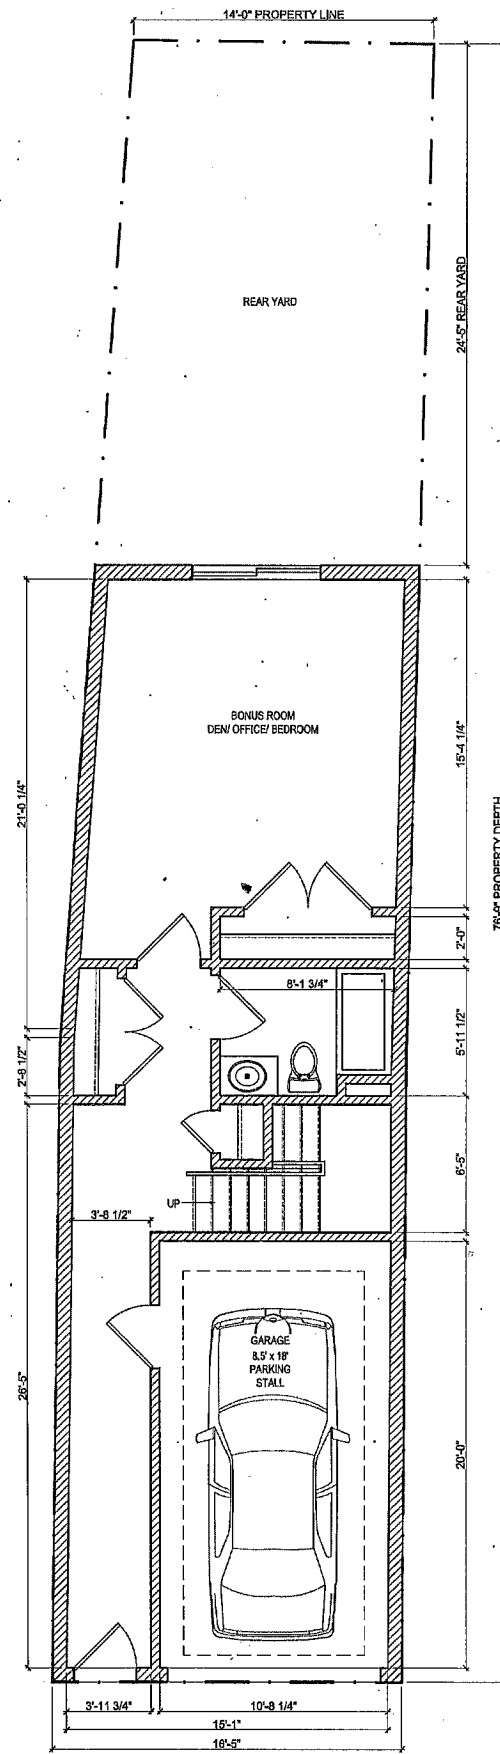 14'-0" PROPERTY LINE
24'-5" REAR YARD
REAR YARD
BONUS ROOM
DEN/ OFFICE/ BEDROOM
15'-4 1/4"
21'-0 1/4"
76'-9" PROPERTY DEPTH
2'-0"
8'-1 3/4"
5'-11 1/2"
2'-8 1/2"
6'-5"
UP
3'-8 1/2"
GARAGE
8.5' x 18'
PARKING
STALL
26'-5"
20'-0"
3'-11 3/4"
10'-8 1/4"
15'-1"
16'-5"